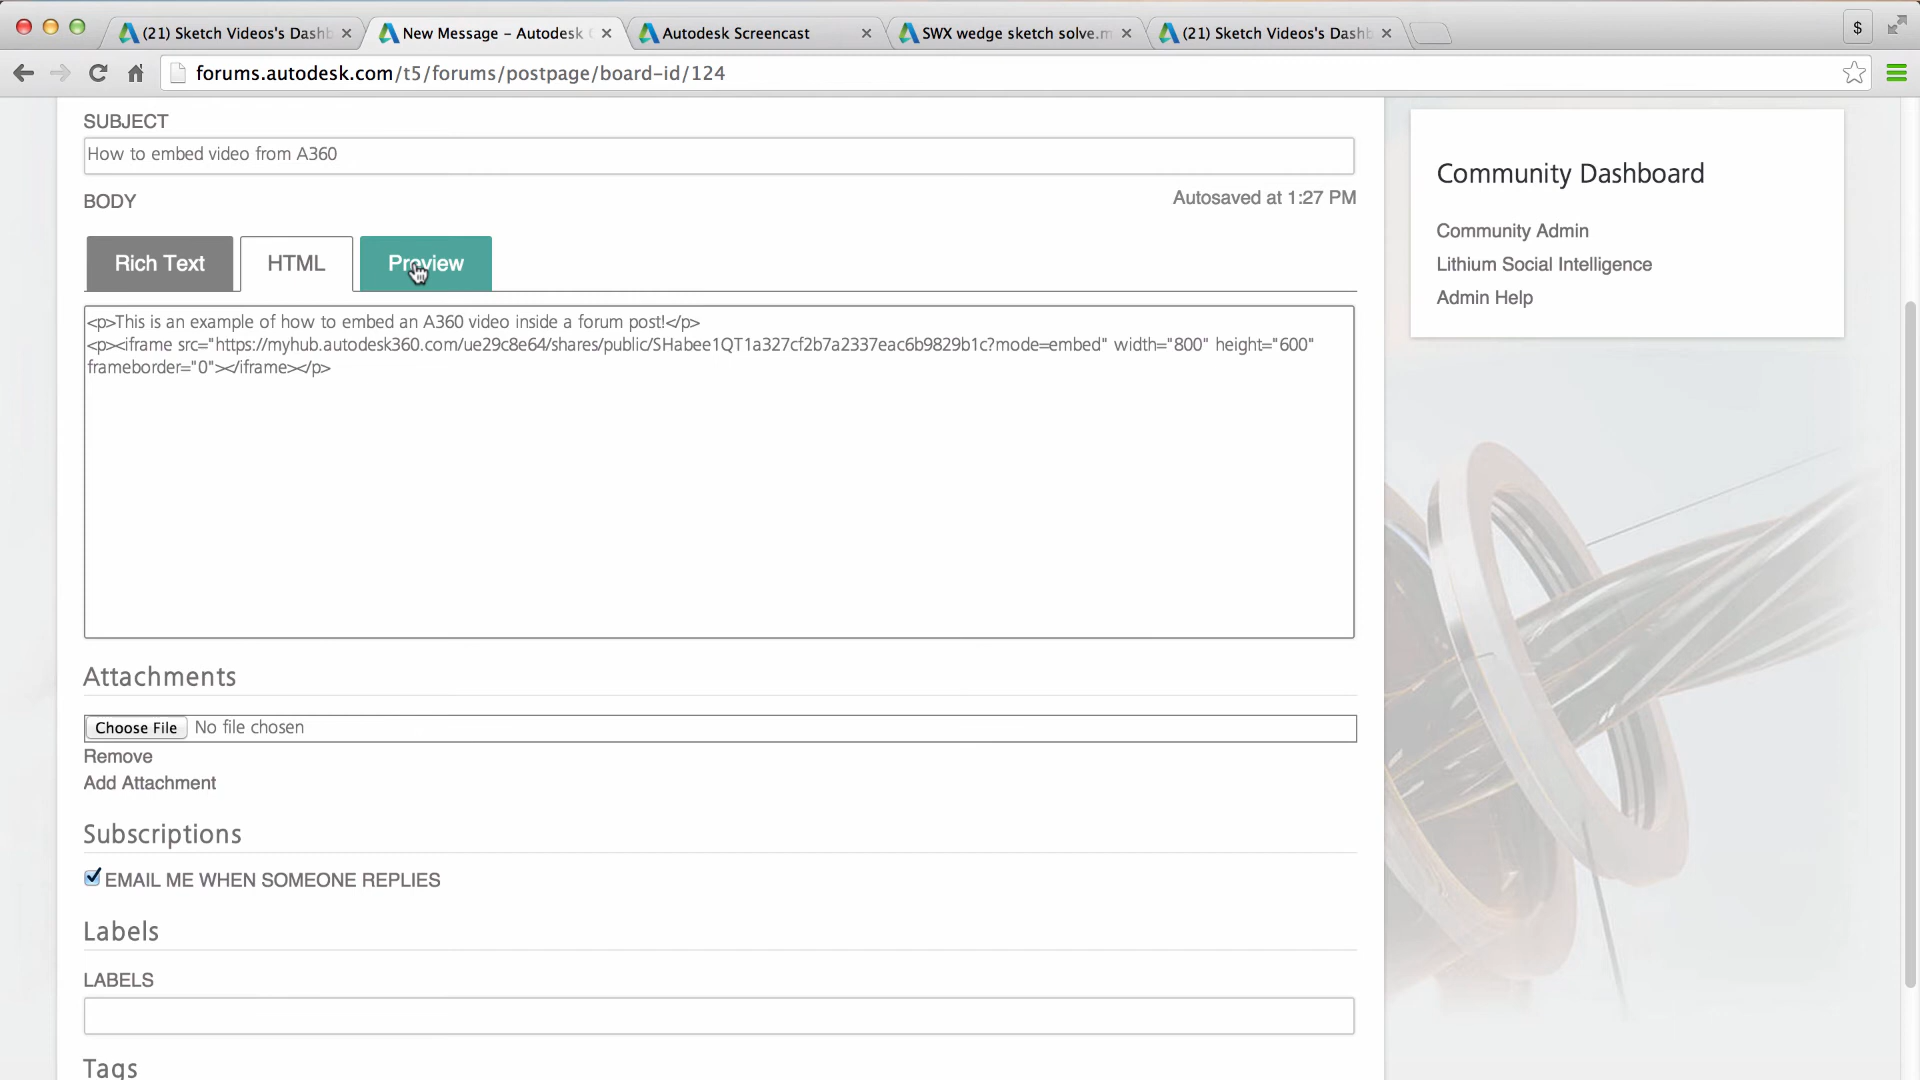 (21) Sketch Videos's Dashb
New Message – Autodesk
Autodesk Screencast
SWX wedge sketch solve.m
(21) Sketch Videos's Dashb
$
forums.autodesk.com/t5/forums/postpage/board-id/124
SUBJECT
How to embed video from A360
BODY
Autosaved at 1:27 PM
Rich Text
HTML
Preview
<p>This is an example of how to embed an A360 video inside a forum post!</p>
<p><iframe src="https://myhub.autodesk360.com/ue29c8e64/shares/public/SHabee1QT1a327cf2b7a2337eac6b9829b1c?mode=embed" width="800" height="600"
frameborder="0"></iframe></p>
Attachments
Choose File No file chosen
Remove
Add Attachment
Subscriptions
EMAIL ME WHEN SOMEONE REPLIES
Labels
LABELS
Tags
Community Dashboard
Community Admin
Lithium Social Intelligence
Admin Help